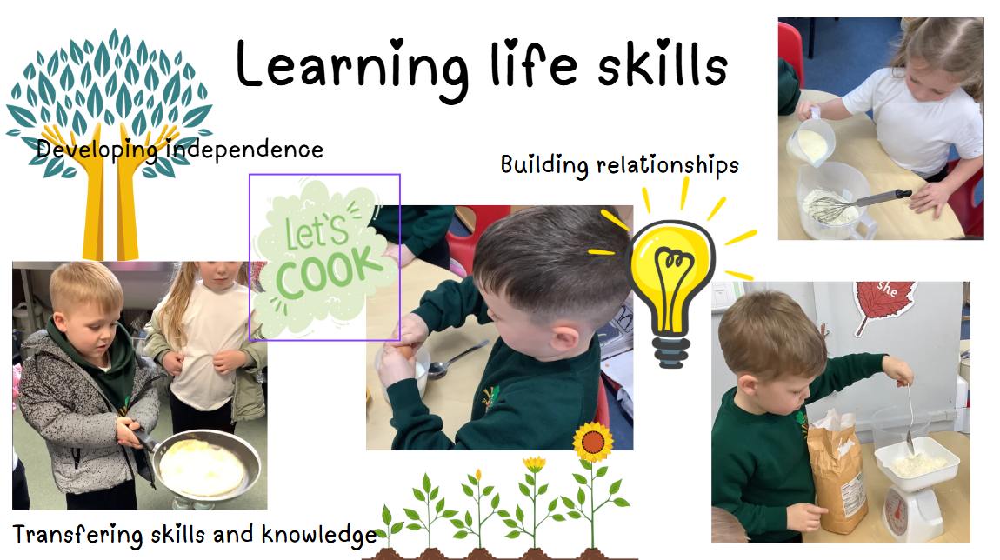 Learning life skills
Developing independence
Building relationships
Let's
COOK
she
Transfering skills and knowledge